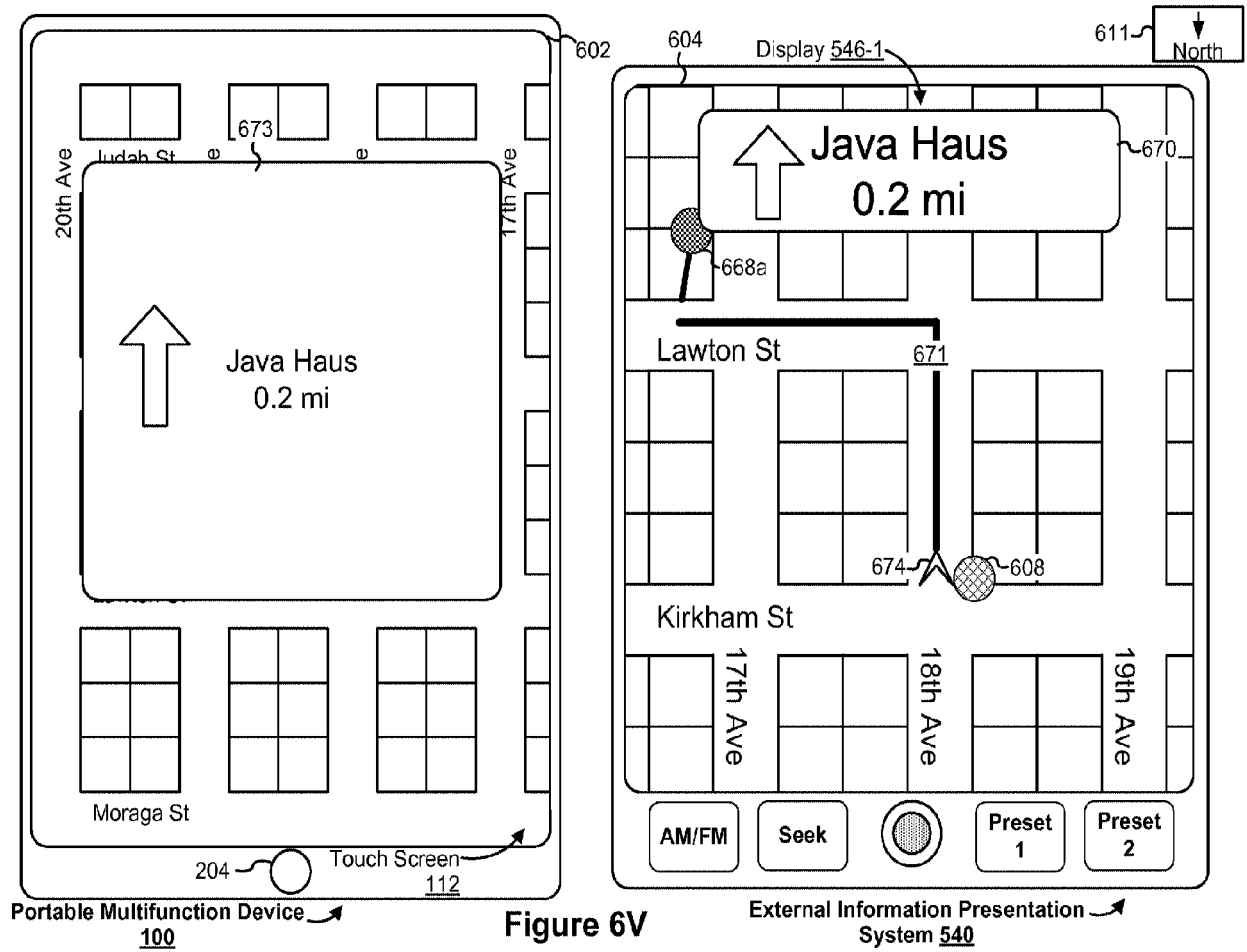 602
604
Display 546-1
611
North
673
Judah St
e
e
20th Ave
17th Ave
Java Haus
0.2 mi
Java Haus
0.2 mi
670
668a
Lawton St
671
674
608
Kirkham St
17th Ave
18th Ave
19th Ave
Moraga St
AM/FM
Seek
Preset
1
Preset
2
204
Touch Screen
112
Portable Multifunction Device
100
Figure 6V
External Information Presentation
System 540